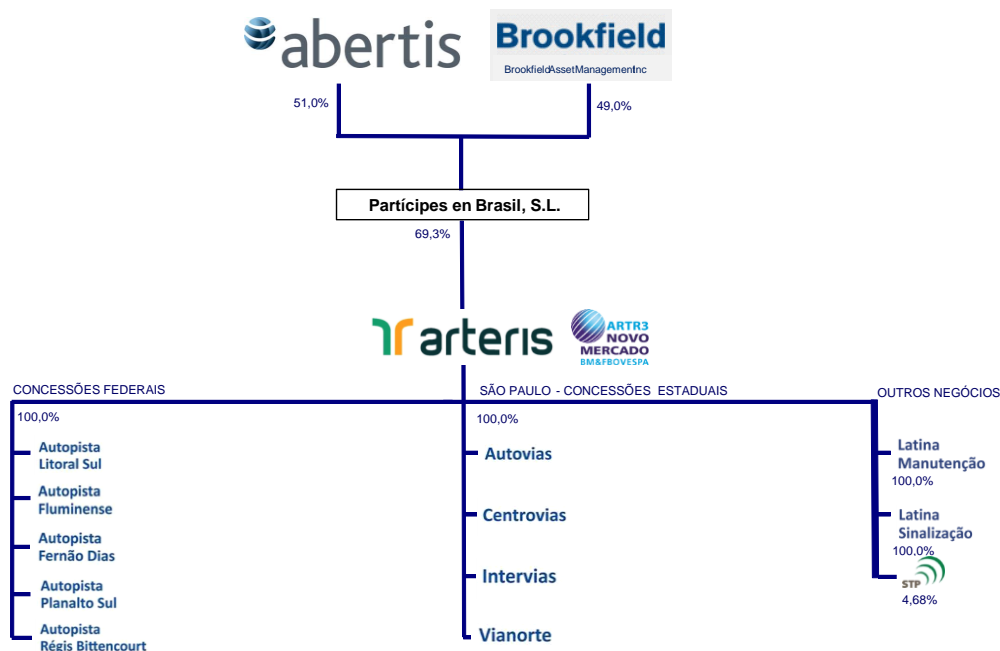 abertis
Brookfield
BrookfieldAssetManagementInc
51,0%
49,0%
Partícipes en Brasil, S.L.
69,3%
arteris
ARTR3
NOVO
MERCADO
BM&FBOVESPA
CONCESSÕES FEDERAIS
100,0%
Autopista
Litoral Sul
Autopista
Fluminense
Autopista
Fernão Dias
Autopista
Planalto Sul
Autopista
Régis Bittencourt
SÃO PAULO - CONCESSÕES ESTADUAIS
100,0%
Autovias
Centrovias
Intervias
Vianorte
OUTROS NEGÓCIOS
Latina
Manutenção
100,0%
Latina
Sinalização
100,0%
STP
4,68%